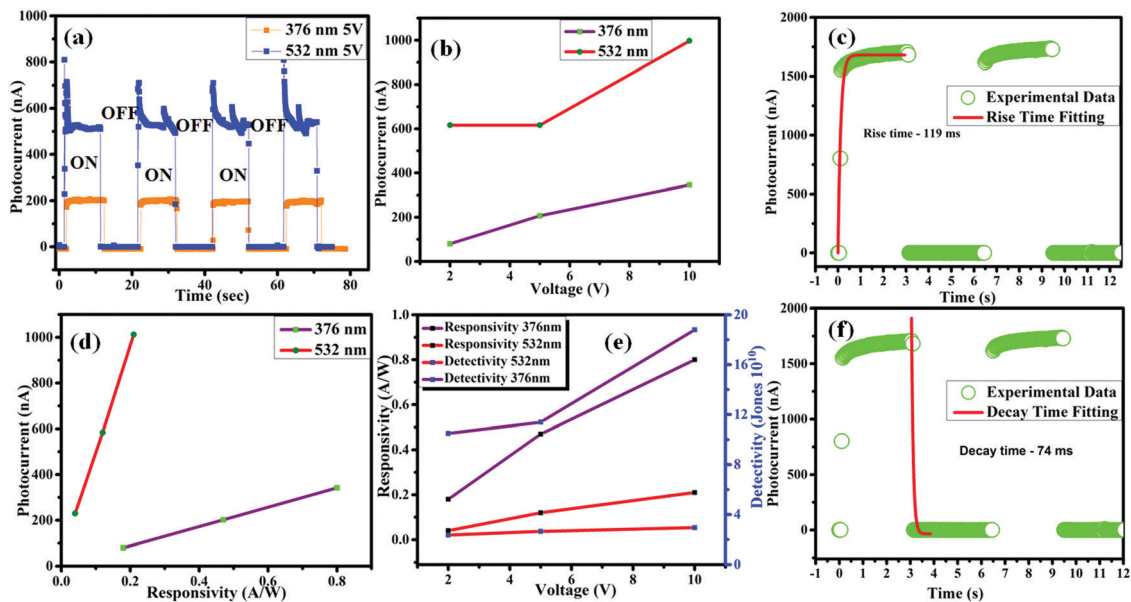 (a)
376 nm 5V
532 nm 5V
OFF OFF OFF
ON ON ON
Photocurrent (nA)
1000
800
600
400
200
0
0 20 40 60 80
Time (sec)
(b)
376 nm
532 nm
Photocurrent (nA)
1000
800
600
400
200
0
2 4 6 8 10
Voltage (V)
(c)
Experimental Data
Rise Time Fitting
Rise time - 119 ms
Photocurrent (nA)
2000
1750
1500
1250
1000
750
500
250
0
-1 0 1 2 3 4 5 6 7 8 9 10 11 12
Time (s)
(d)
376 nm
532 nm
Photocurrent (nA)
1000
800
600
400
200
0
0.0 0.2 0.4 0.6 0.8
Responsivity (A/W)
(e)
Responsivity 376nm
Responsivity 532nm
Detectivity 532nm
Detectivity 376nm
Responsivity (A/W)
1.0
0.8
0.6
0.4
0.2
0.0
2 4 6 8 10
Voltage (V)
Detectivity (Jones 10¹⁰)
20
16
12
8
4
0
(f)
Experimental Data
Decay Time Fitting
Decay time - 74 ms
Photocurrent (nA)
2000
1750
1500
1250
1000
750
500
250
0
-1 0 1 2 3 4 5 6 7 8 9 10 11 12
Time (s)